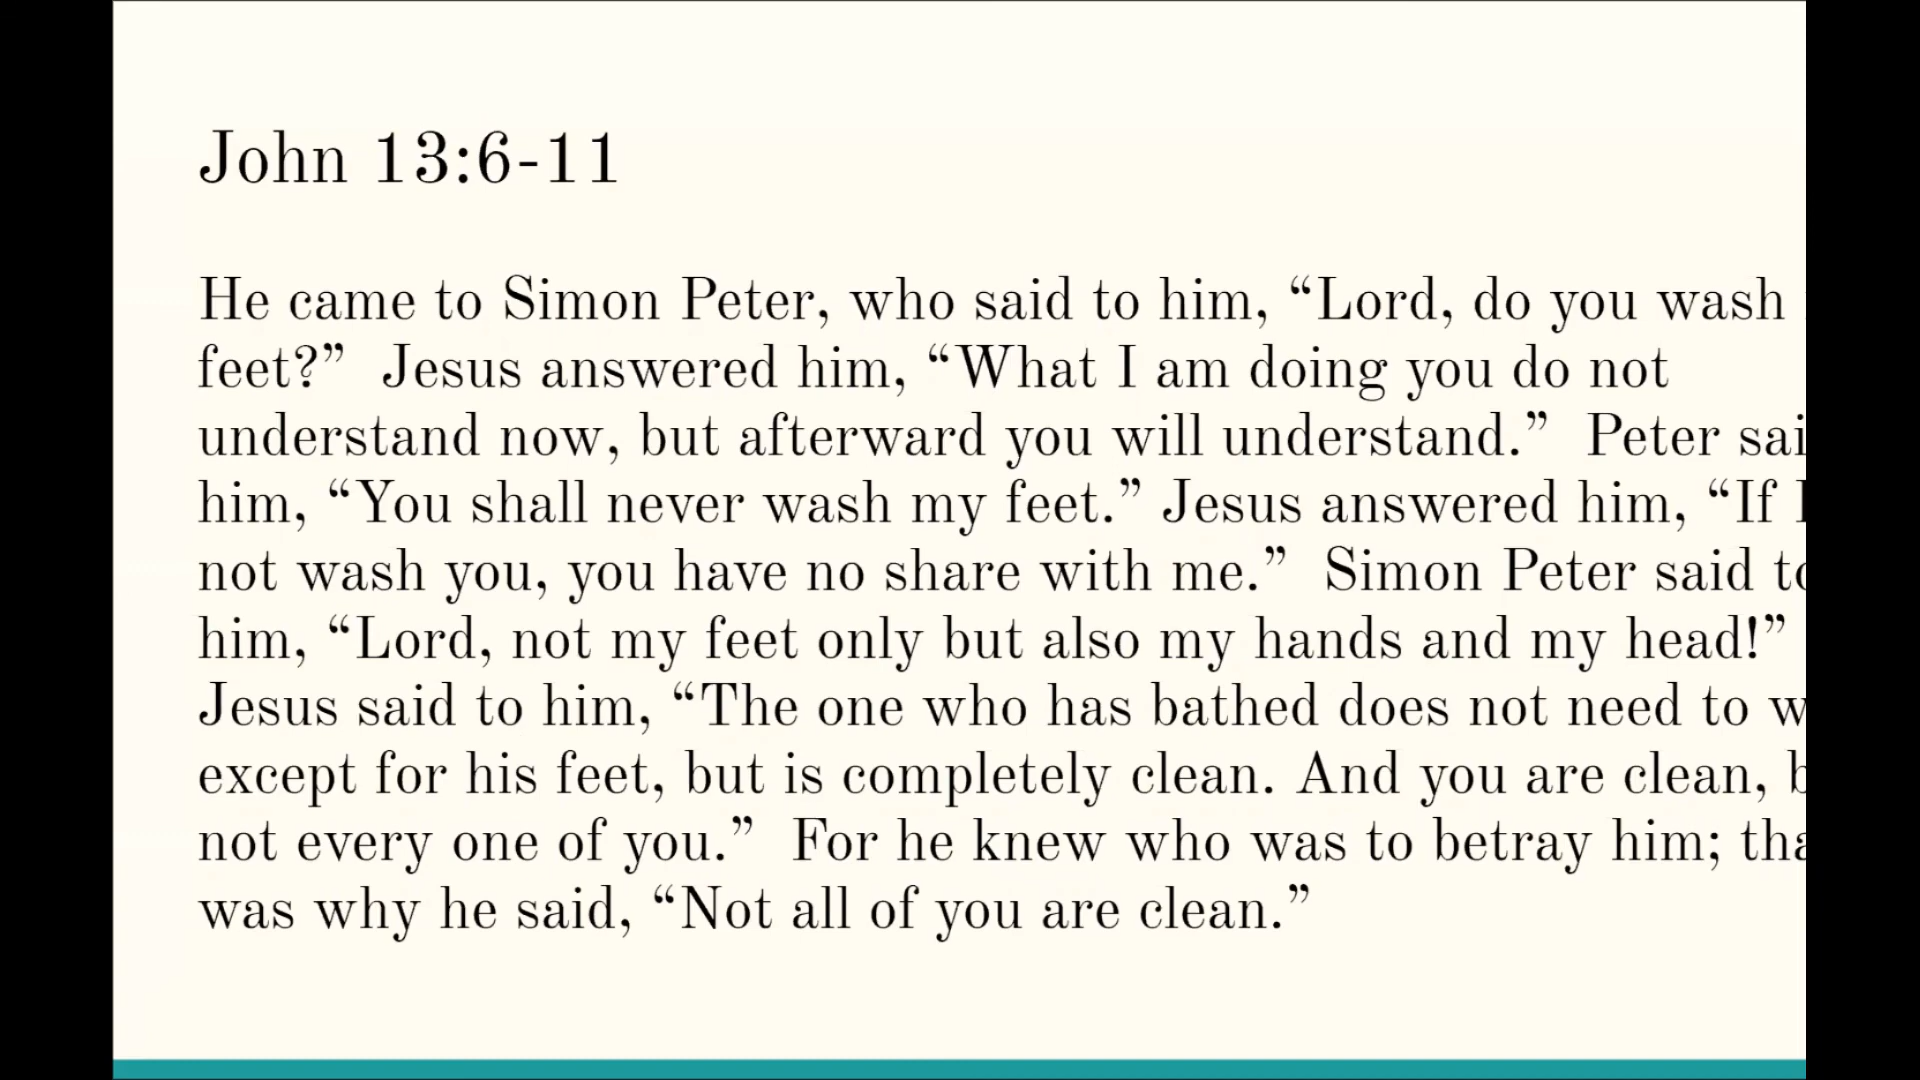 John 13:6-11
He came to Simon Peter, who said to him, “Lord, do you wash
feet?”  Jesus answered him, “What I am doing you do not
understand now, but afterward you will understand.”  Peter sai
him, “You shall never wash my feet.” Jesus answered him, “If I
not wash you, you have no share with me.”  Simon Peter said to
him, “Lord, not my feet only but also my hands and my head!”
Jesus said to him, “The one who has bathed does not need to w
except for his feet, but is completely clean. And you are clean, b
not every one of you.”  For he knew who was to betray him; tha
was why he said, “Not all of you are clean.”